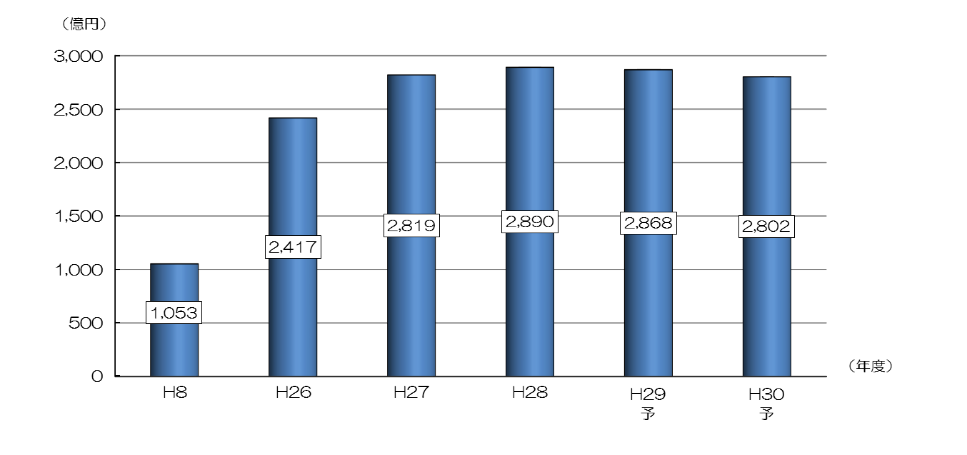 （億円）
3,000
2,500
2,000
1,500
1,000
500
0
1,053
2,417
2,819
2,890
2,868
2,802
H8
H26
H27
H28
H29
予
H30
予
（年度）